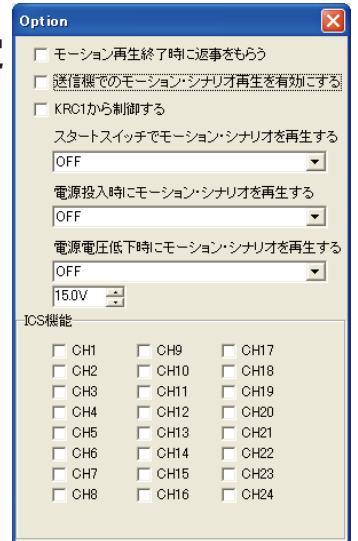 Option
モーション再生終了時に返事をもらう
送信機でのモーション・シナリオ再生を有効にする
KRC1から制御する
スタートスイッチでモーション・シナリオを再生する
OFF
電源投入時にモーション・シナリオを再生する
OFF
電源電圧低下時にモーション・シナリオを再生する
OFF
15.0V
ICS機能
CH1 CH9 CH17
CH2 CH10 CH18
CH3 CH11 CH19
CH4 CH12 CH20
CH5 CH13 CH21
CH6 CH14 CH22
CH7 CH15 CH23
CH8 CH16 CH24